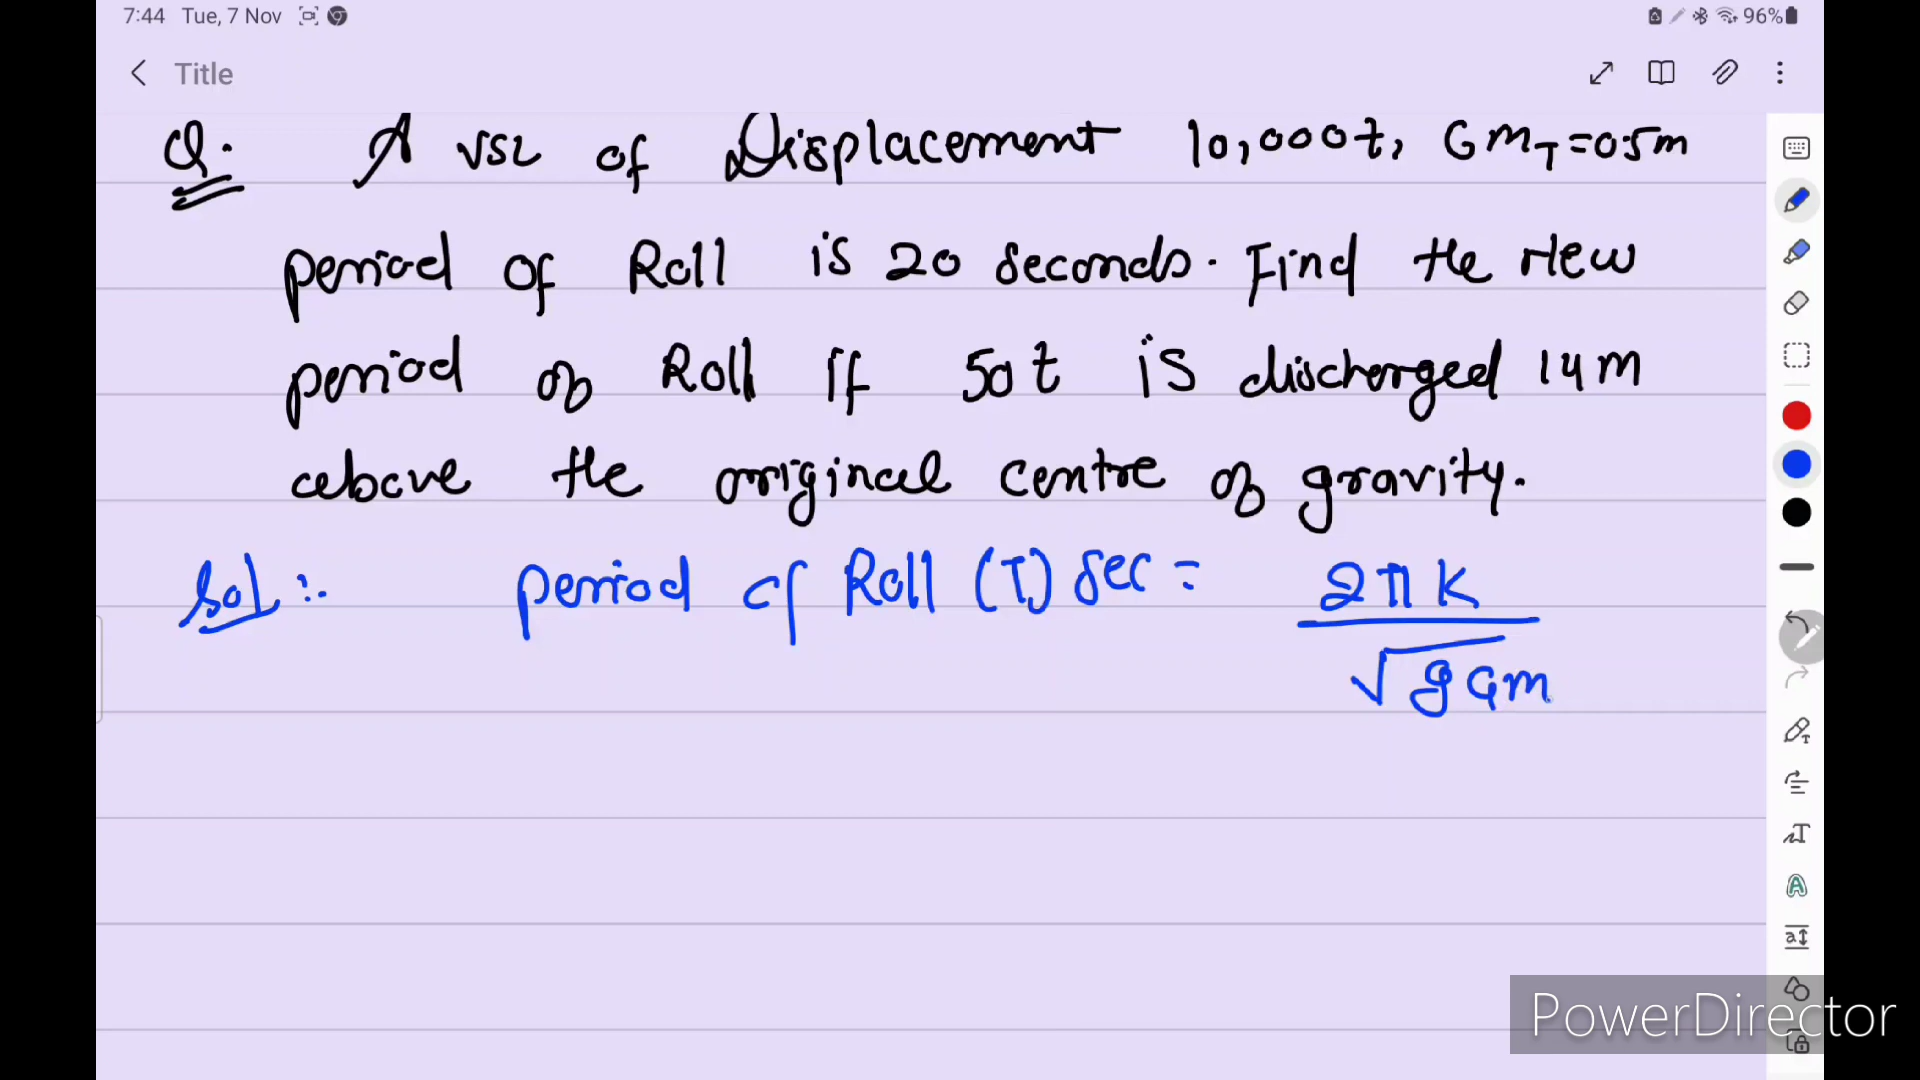 7:44 Tue, 7 Nov 96%
Title
Q. A vsl of Displacement 10,000t, GMT=0.5m
period of Roll is 20 seconds. Find the New
period of Roll if 50t is discharged 14m
above the original centre of gravity.
Sol:- period of Roll (T) sec = 2πK
√gGm
PowerDirector